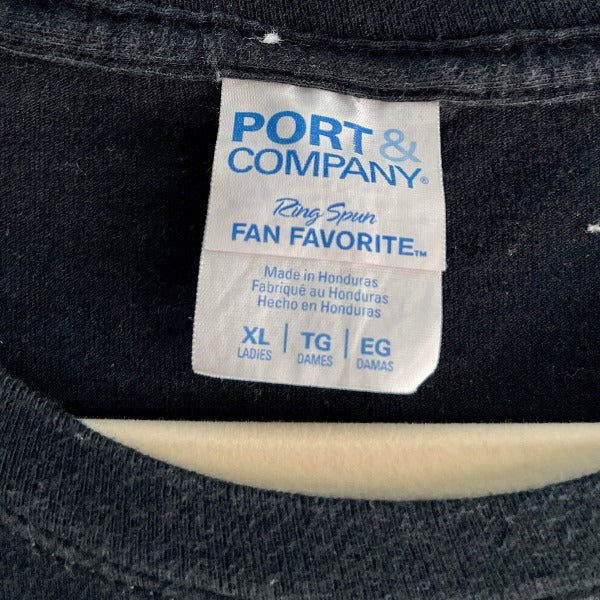 PORT &
COMPANY®
Ring Spun
FAN FAVORITE™
Made in Honduras
Fabriqué au Honduras
Hecho en Honduras
XL | TG | EG
LADIES | DAMES | DAMAS